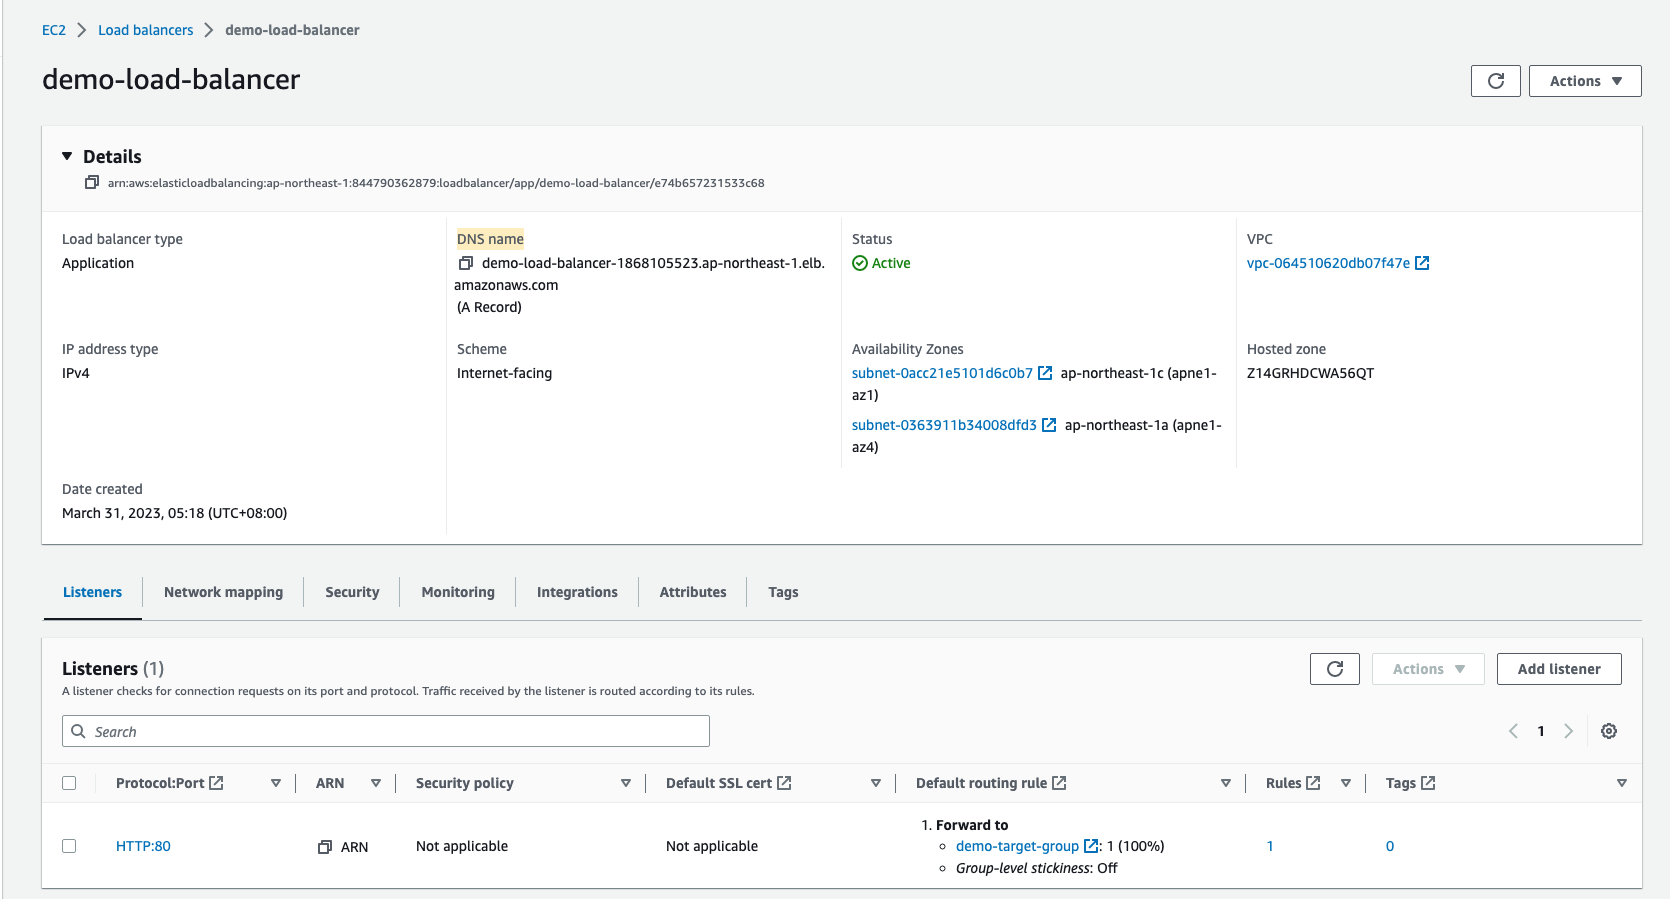 EC2 > Load balancers > demo-load-balancer
demo-load-balancer
Actions
Details
arn:aws:elasticloadbalancing:ap-northeast-1:844790362879:loadbalancer/app/demo-load-balancer/e74b657231533c68
Load balancer type
Application
DNS name
demo-load-balancer-1868105523.ap-northeast-1.elb.
amazonaws.com
(A Record)
Status
Active
VPC
vpc-064510620db07f47e
IP address type
IPv4
Scheme
Internet-facing
Availability Zones
subnet-0acc21e5101d6c0b7 ap-northeast-1c (apne1-
az1)
subnet-0363911b34008dfd3 ap-northeast-1a (apne1-
az4)
Hosted zone
Z14GRHDCWA56QT
Date created
March 31, 2023, 05:18 (UTC+08:00)
Listeners Network mapping Security Monitoring Integrations Attributes Tags
Listeners (1)
A listener checks for connection requests on its port and protocol. Traffic received by the listener is routed according to its rules.
Actions Add listener
Search
1
Protocol:Port ARN Security policy Default SSL cert Default routing rule Rules Tags
HTTP:80 ARN Not applicable Not applicable
1. Forward to
demo-target-group: 1 (100%)
Group-level stickiness: Off
1 0